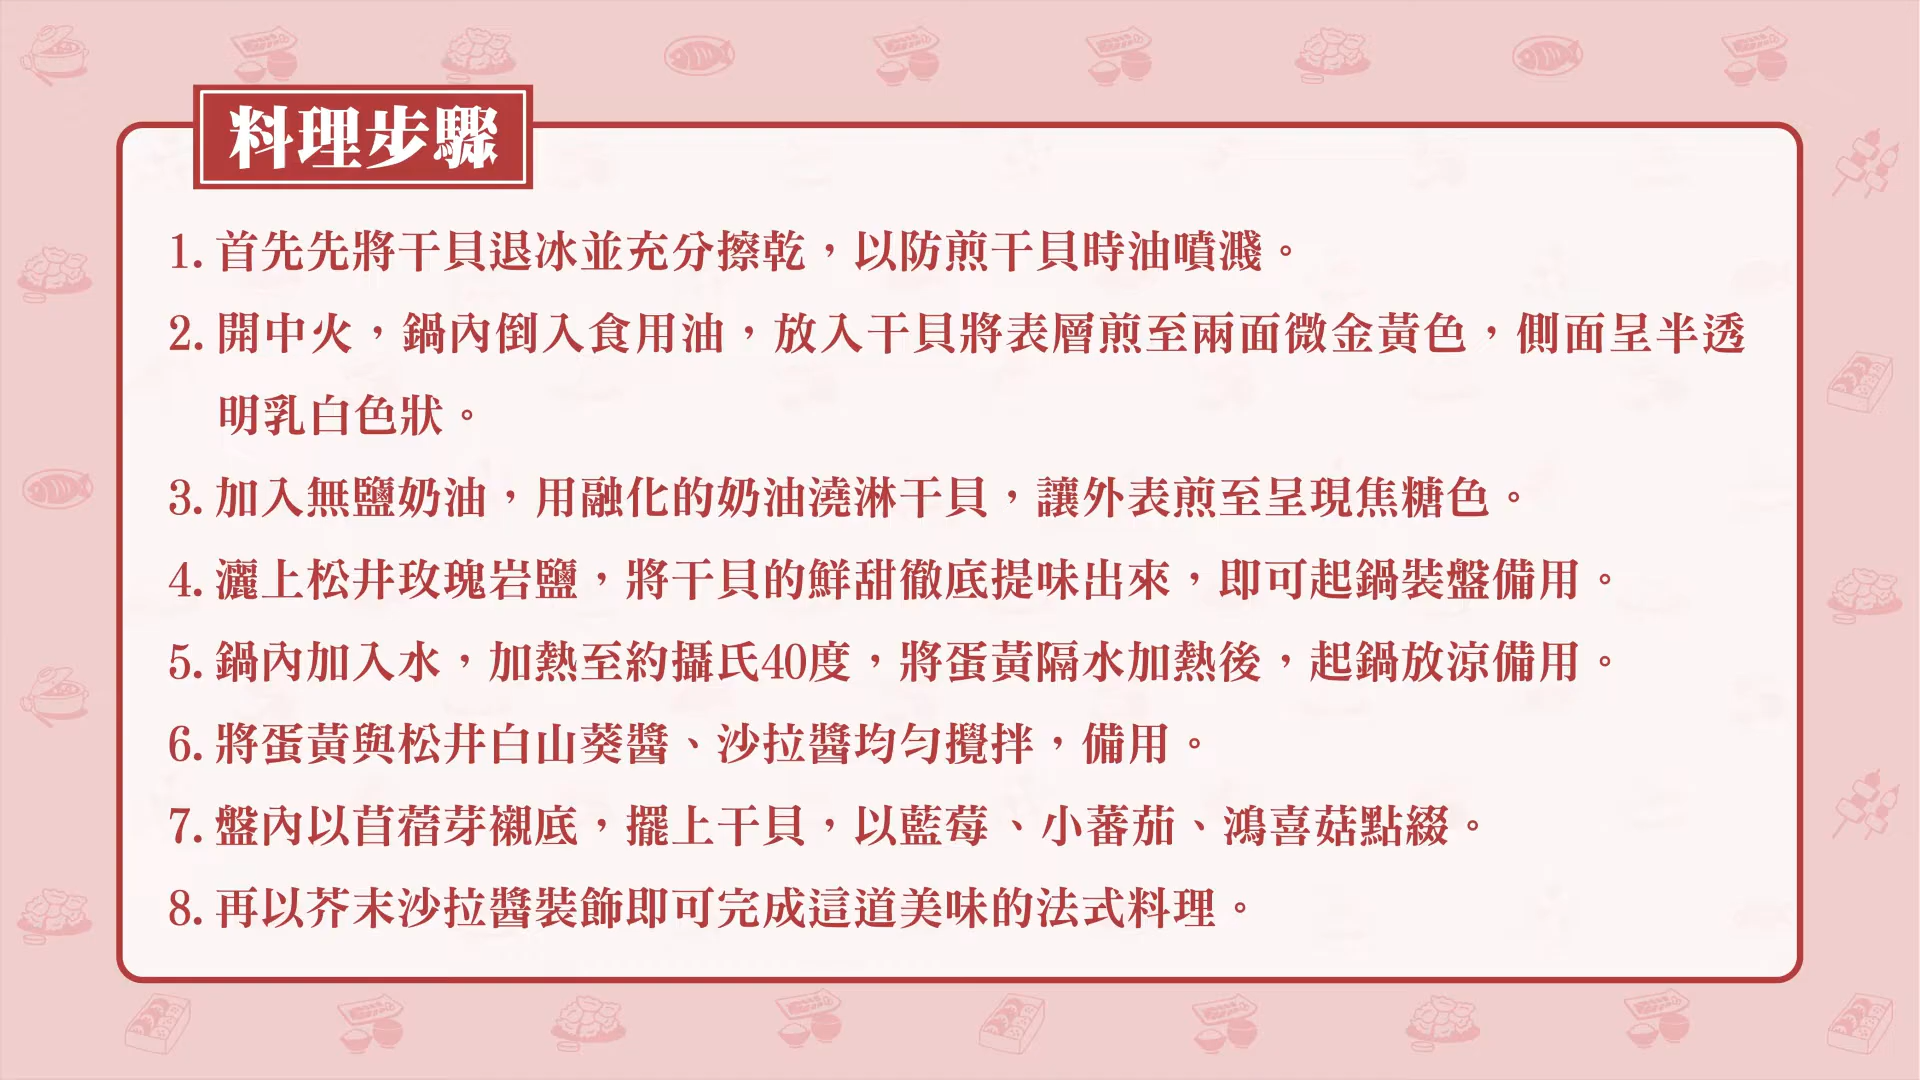 料理步驟
1. 首先先將干貝退冰並充分擦乾，以防煎干貝時油噴濺。
2. 開中火，鍋內倒入食用油，放入干貝將表層煎至兩面微金黃色，側面呈半透
明乳白色狀。
3. 加入無鹽奶油，用融化的奶油澆淋干貝，讓外表煎至呈現焦糖色。
4. 灑上松井玫瑰岩鹽，將干貝的鮮甜徹底提味出來，即可起鍋裝盤備用。
5. 鍋內加入水，加熱至約攝氏40度，將蛋黃隔水加熱後，起鍋放涼備用。
6. 將蛋黃與松井白山葵醬、沙拉醬均勻攪拌，備用。
7. 盤內以苜蓿芽襯底，擺上干貝，以藍莓、小蕃茄、鴻喜菇點綴。
8. 再以芥末沙拉醬裝飾即可完成這道美味的法式料理。